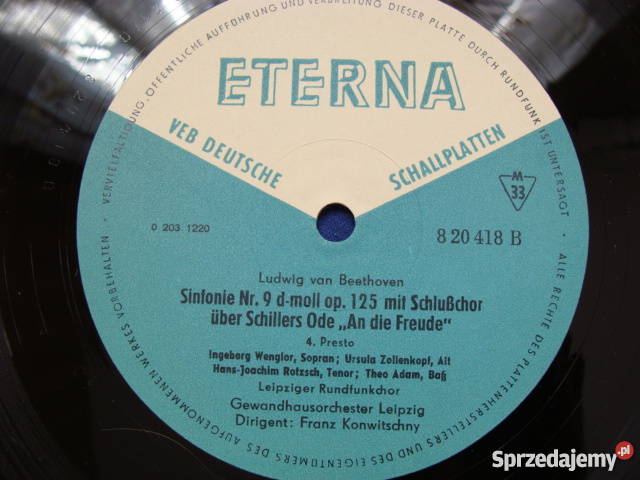 ETERNA
VEB DEUTSCHE SCHALLPLATTEN
M
33
0 203 1220
8 20 418 B
Ludwig van Beethoven
Sinfonie Nr. 9 d-moll op. 125 mit Schlußchor
über Schillers Ode „An die Freude“
4. Presto
Ingeborg Wenglor, Sopran; Ursula Zollenkopf, Alt
Hans-Joachim Rotzsch, Tenor; Theo Adam, Baß
Leipziger Rundfunkchor
Gewandhausorchester Leipzig
Dirigent: Franz Konwitschny
ALLE RECHTE DES PLATTENHERSTELLERS UND DES EIGENTÜMERS DES AUFGENOMMENEN WERKES VORBEHALTEN · VERVIELFÄLTIGUNG, ÖFFENTLICHE AUFFÜHRUNG UND VERBREITUNG DIESER PLATTE DURCH RUNDFUNK IST UNTERSAGT ·
Sprzedajemy.pl